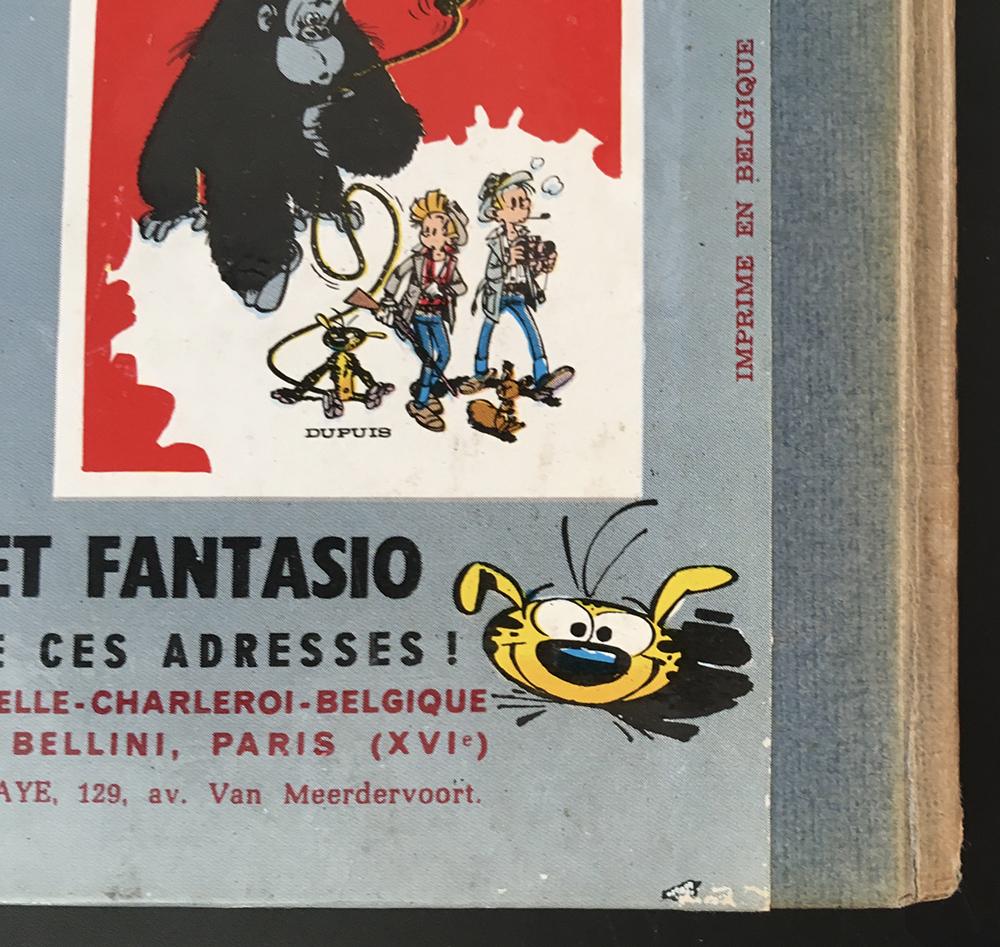 IMPRIME EN BELGIQUE
DUPUIS
ET FANTASIO
CES ADRESSES !
ELLE-CHARLEROI-BELGIQUE
BELLINI, PARIS (XVIe)
AYE, 129, av. Van Meerdervoort.